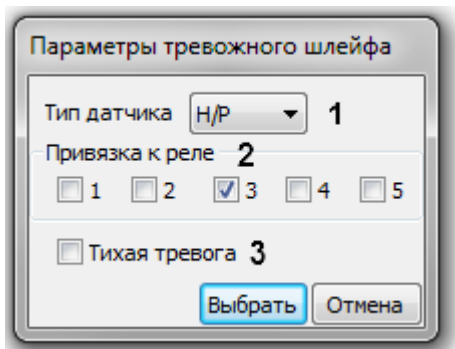 Параметры тревожного шлейфа
Тип датчика Н/Р 1
Привязка к реле 2
1 2 3 4 5
Тихая тревога 3
Выбрать Отмена